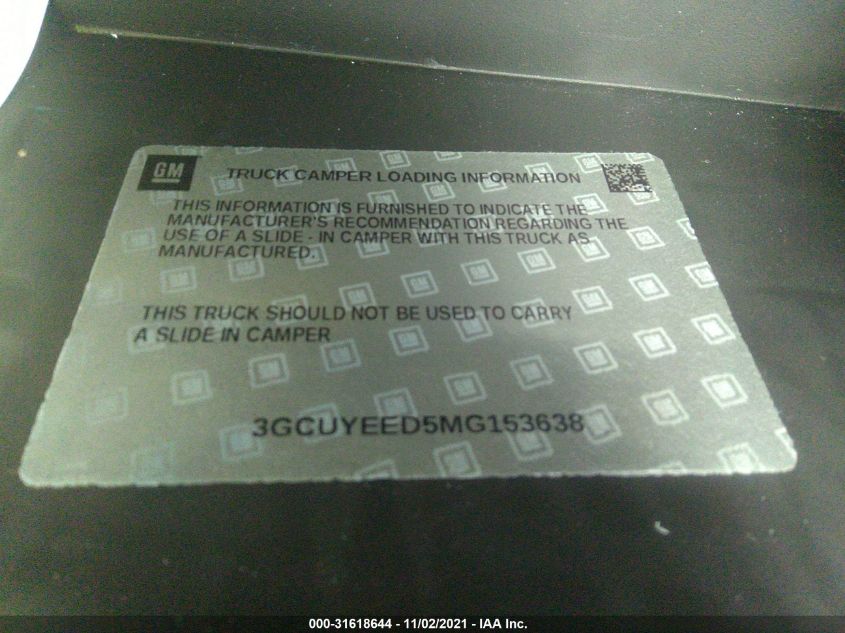 GM
TRUCK CAMPER LOADING INFORMATION
THIS INFORMATION IS FURNISHED TO INDICATE THE
MANUFACTURER'S RECOMMENDATION REGARDING THE
USE OF A SLIDE - IN CAMPER WITH THIS TRUCK AS
MANUFACTURED.
THIS TRUCK SHOULD NOT BE USED TO CARRY
A SLIDE IN CAMPER
3GCUYEED5MG153638
000-31618644 - 11/02/2021 - IAA Inc.